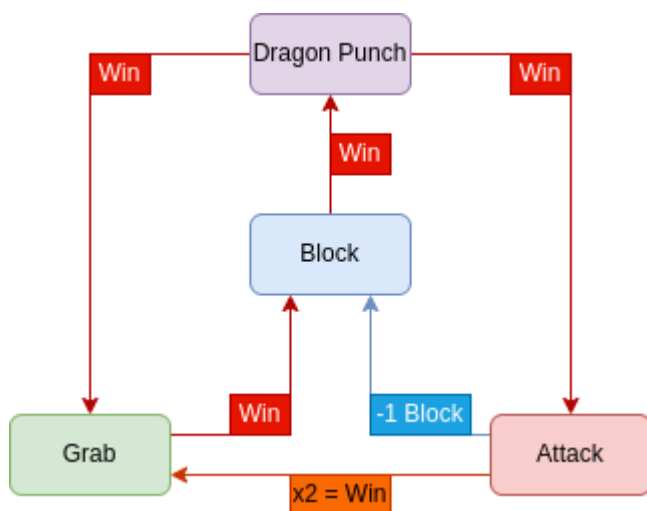 Dragon Punch
Win
Win
Win
Block
Win
-1 Block
Grab
Attack
x2 = Win